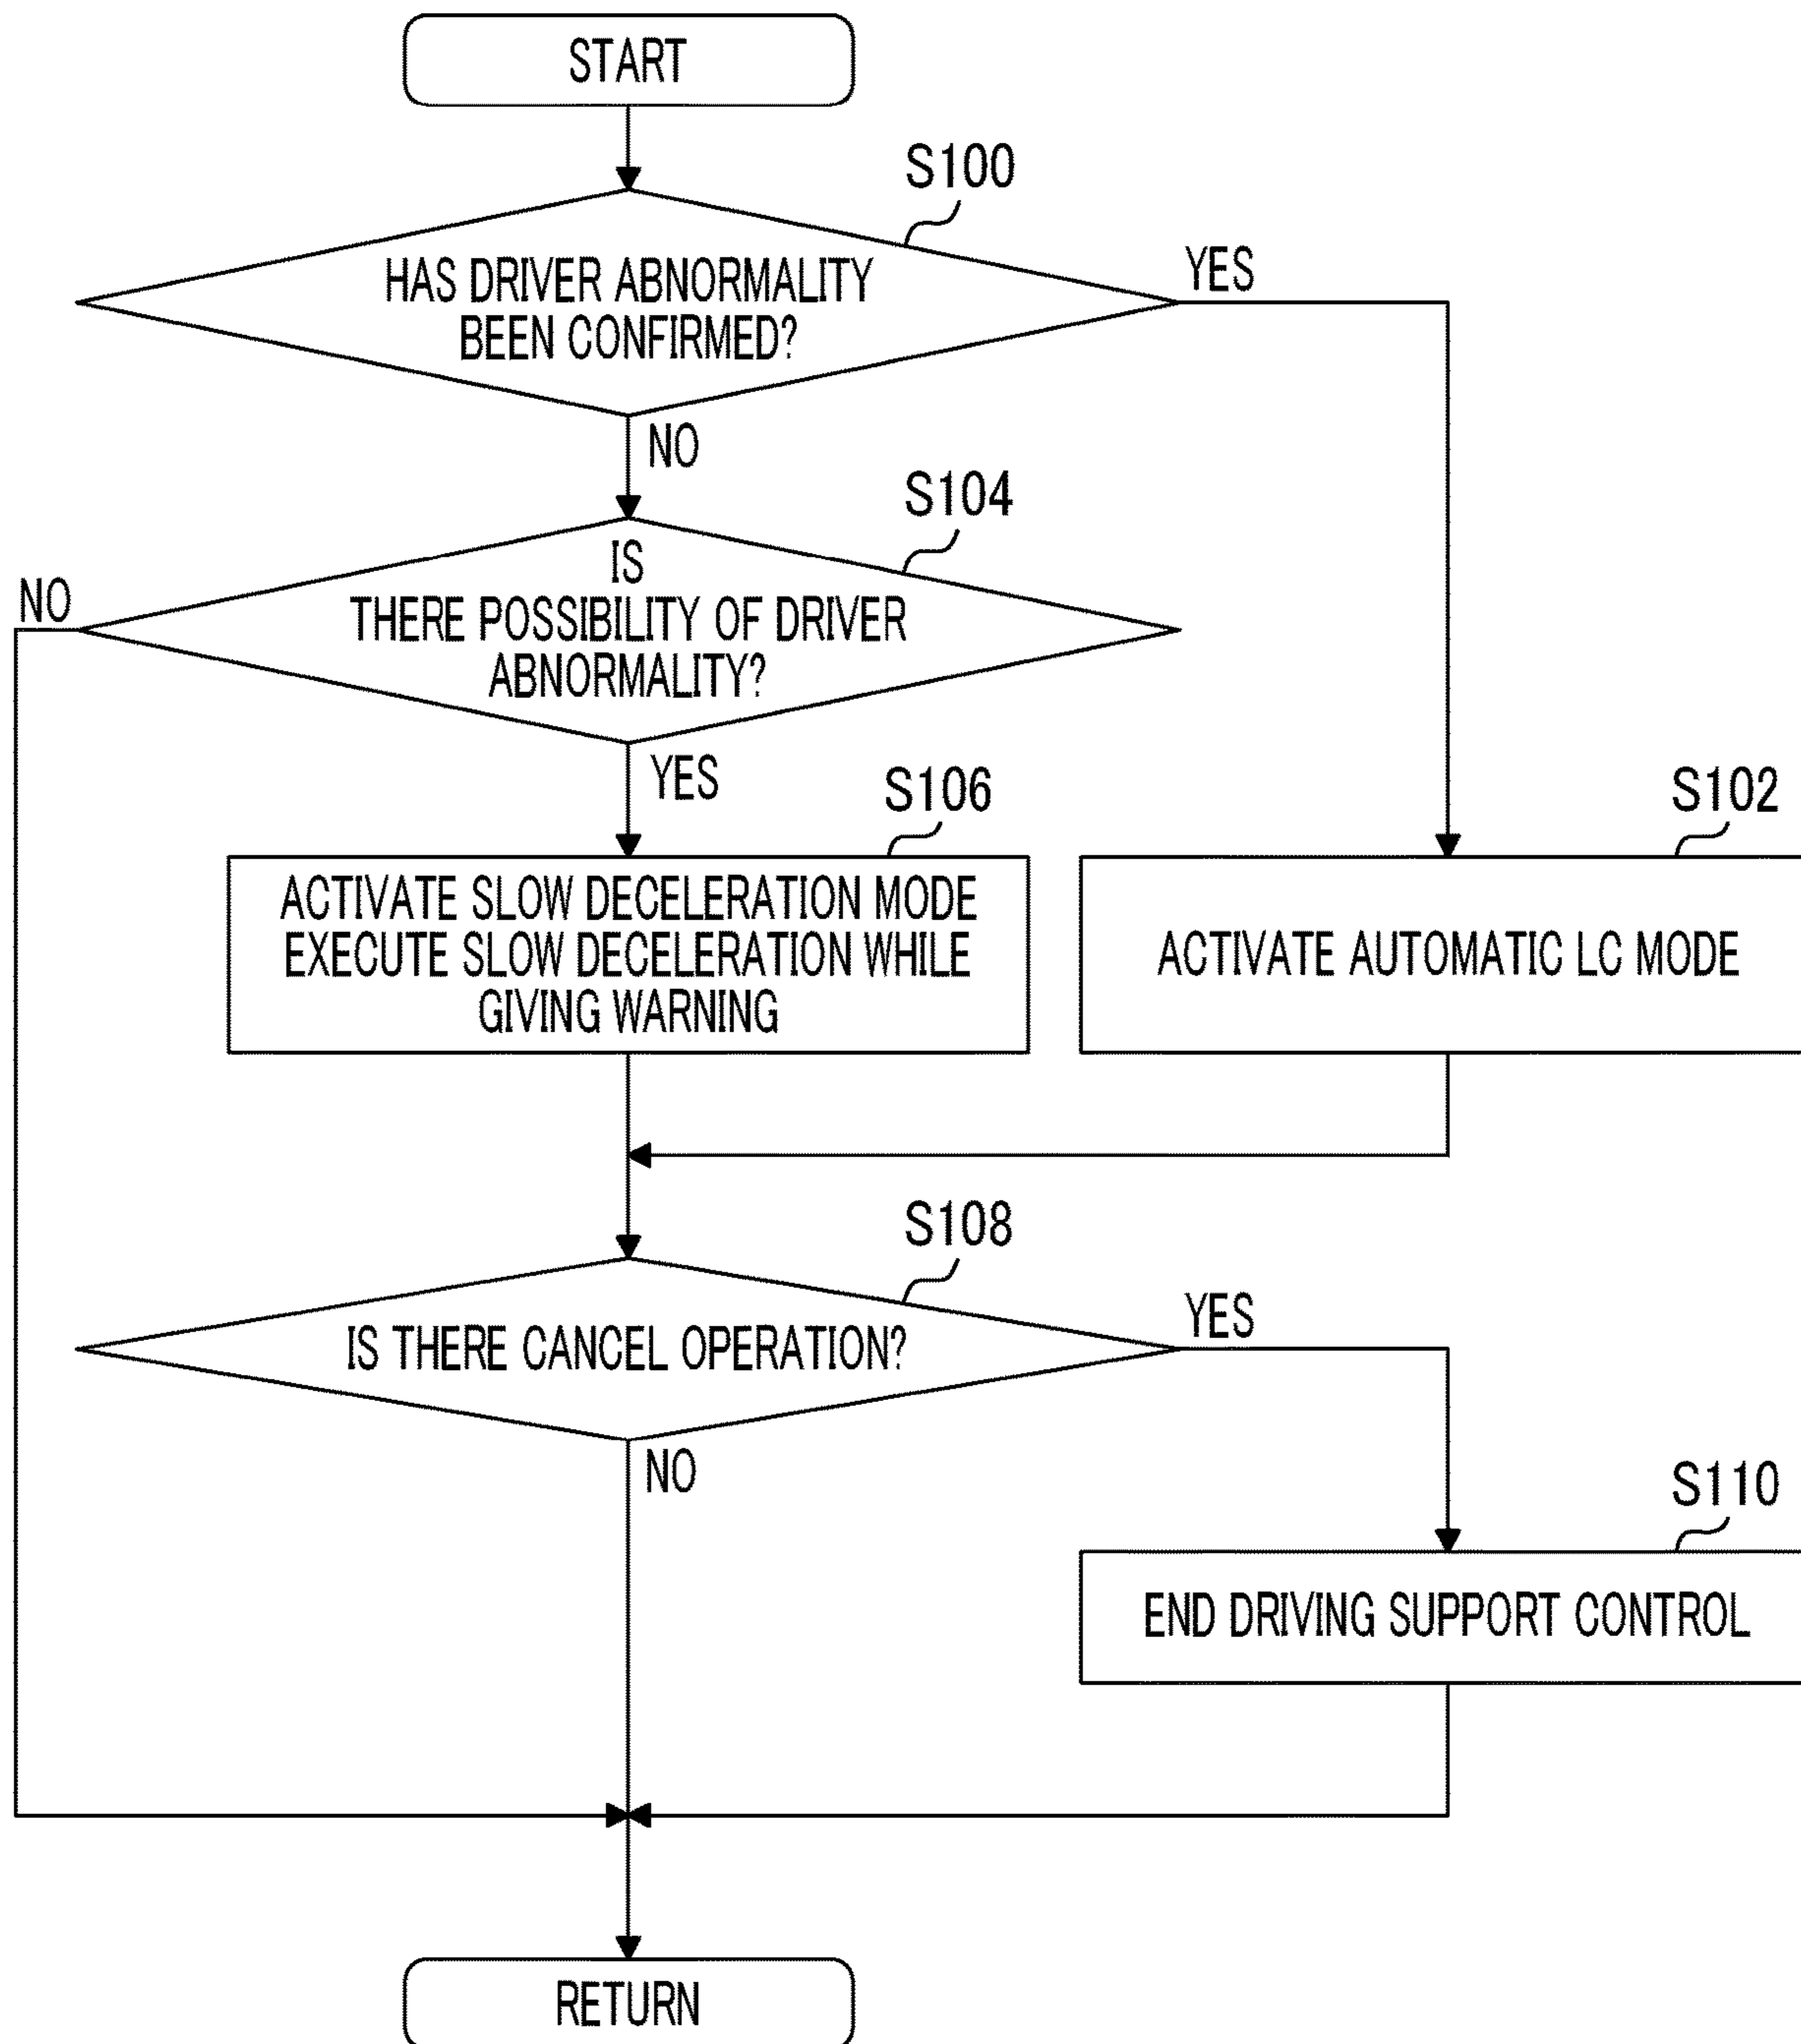 START
S100
HAS DRIVER ABNORMALITY
BEEN CONFIRMED?
YES
NO
S104
IS
THERE POSSIBILITY OF DRIVER
ABNORMALITY?
NO
YES
S106
ACTIVATE SLOW DECELERATION MODE
EXECUTE SLOW DECELERATION WHILE
GIVING WARNING
S102
ACTIVATE AUTOMATIC LC MODE
S108
IS THERE CANCEL OPERATION?
YES
NO
S110
END DRIVING SUPPORT CONTROL
RETURN